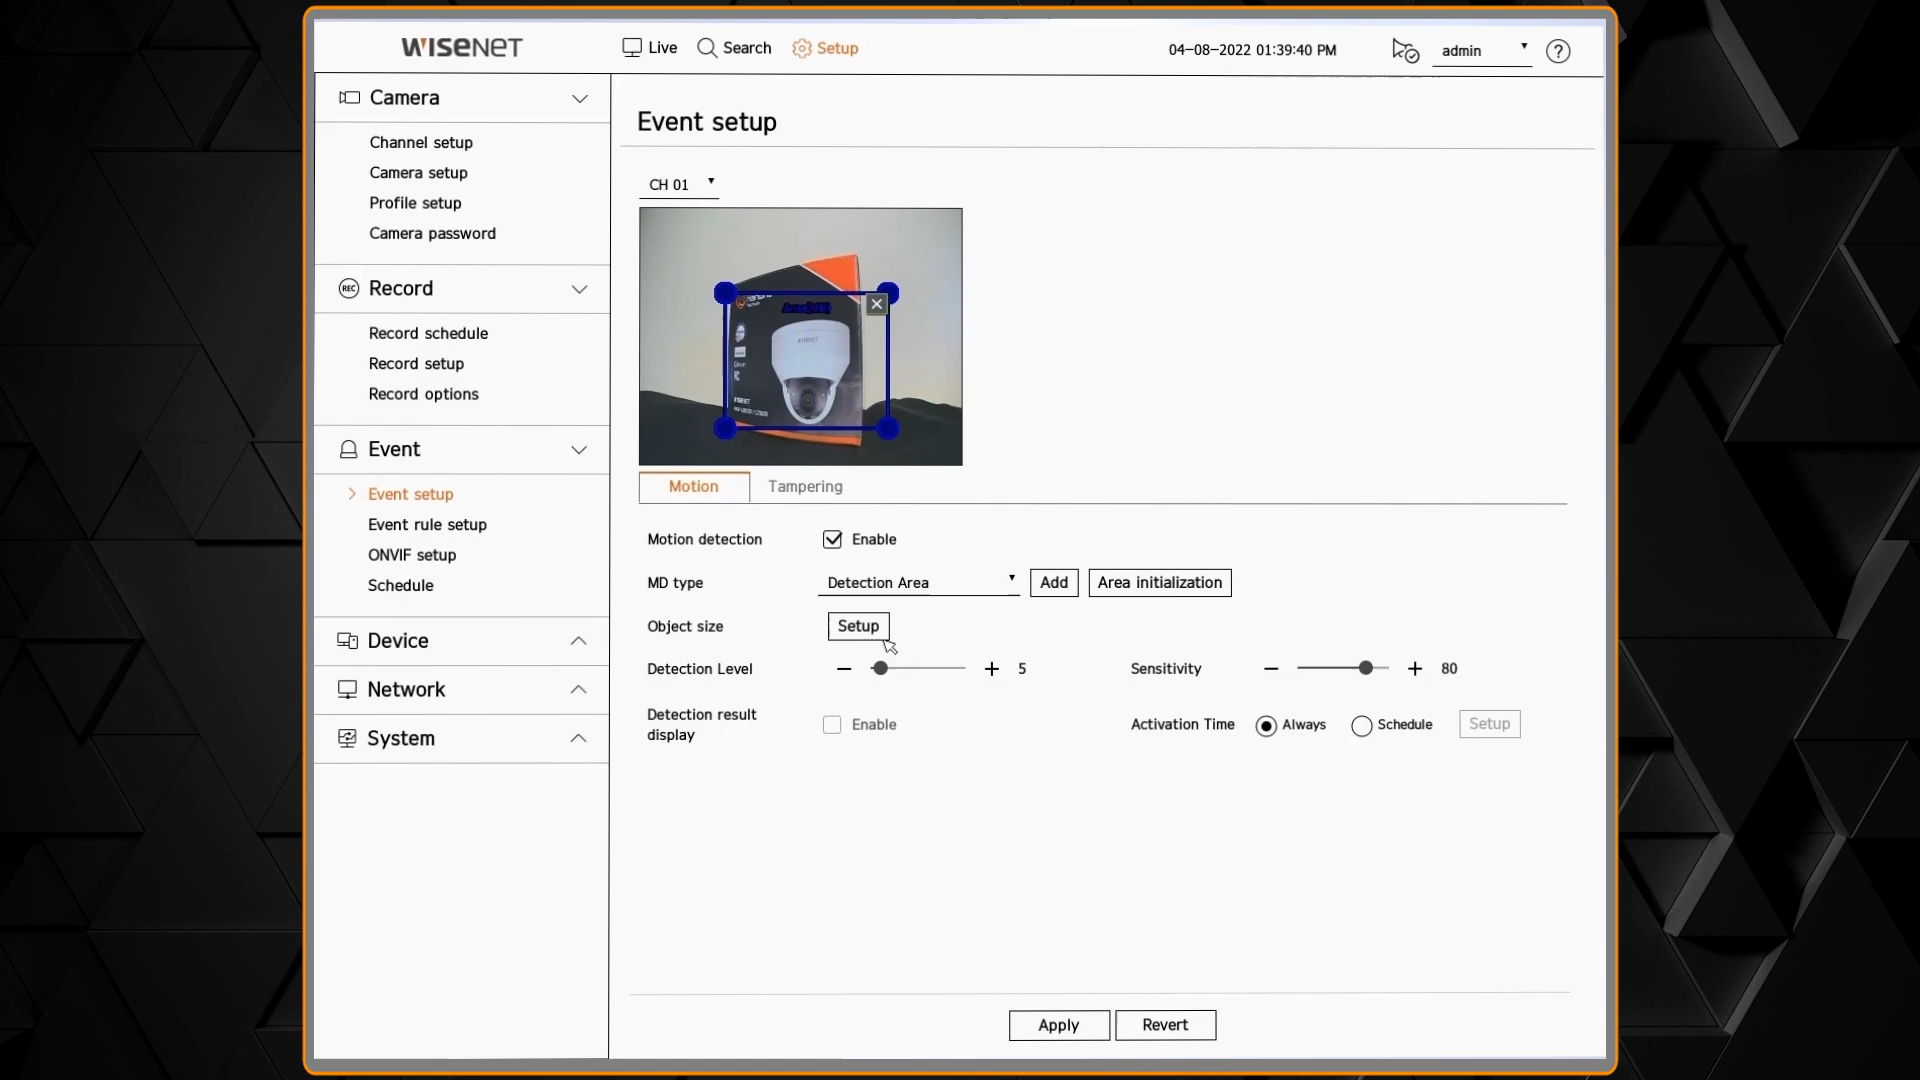 WISENET
Live
Search
Setup
04-08-2022 01:39:40 PM
admin
?
Camera
Channel setup
Camera setup
Profile setup
Camera password
REC
Record
Record schedule
Record setup
Record options
Event
Event setup
Event rule setup
ONVIF setup
Schedule
Device
Network
System
Event setup
CH 01
WISENET
WISENET
Motion
Tampering
Motion detection
Enable
MD type
Detection Area
Add
Area initialization
Object size
Setup
Detection Level
5
Sensitivity
80
Detection result
display
Enable
Activation Time
Always
Schedule
Setup
Apply
Revert